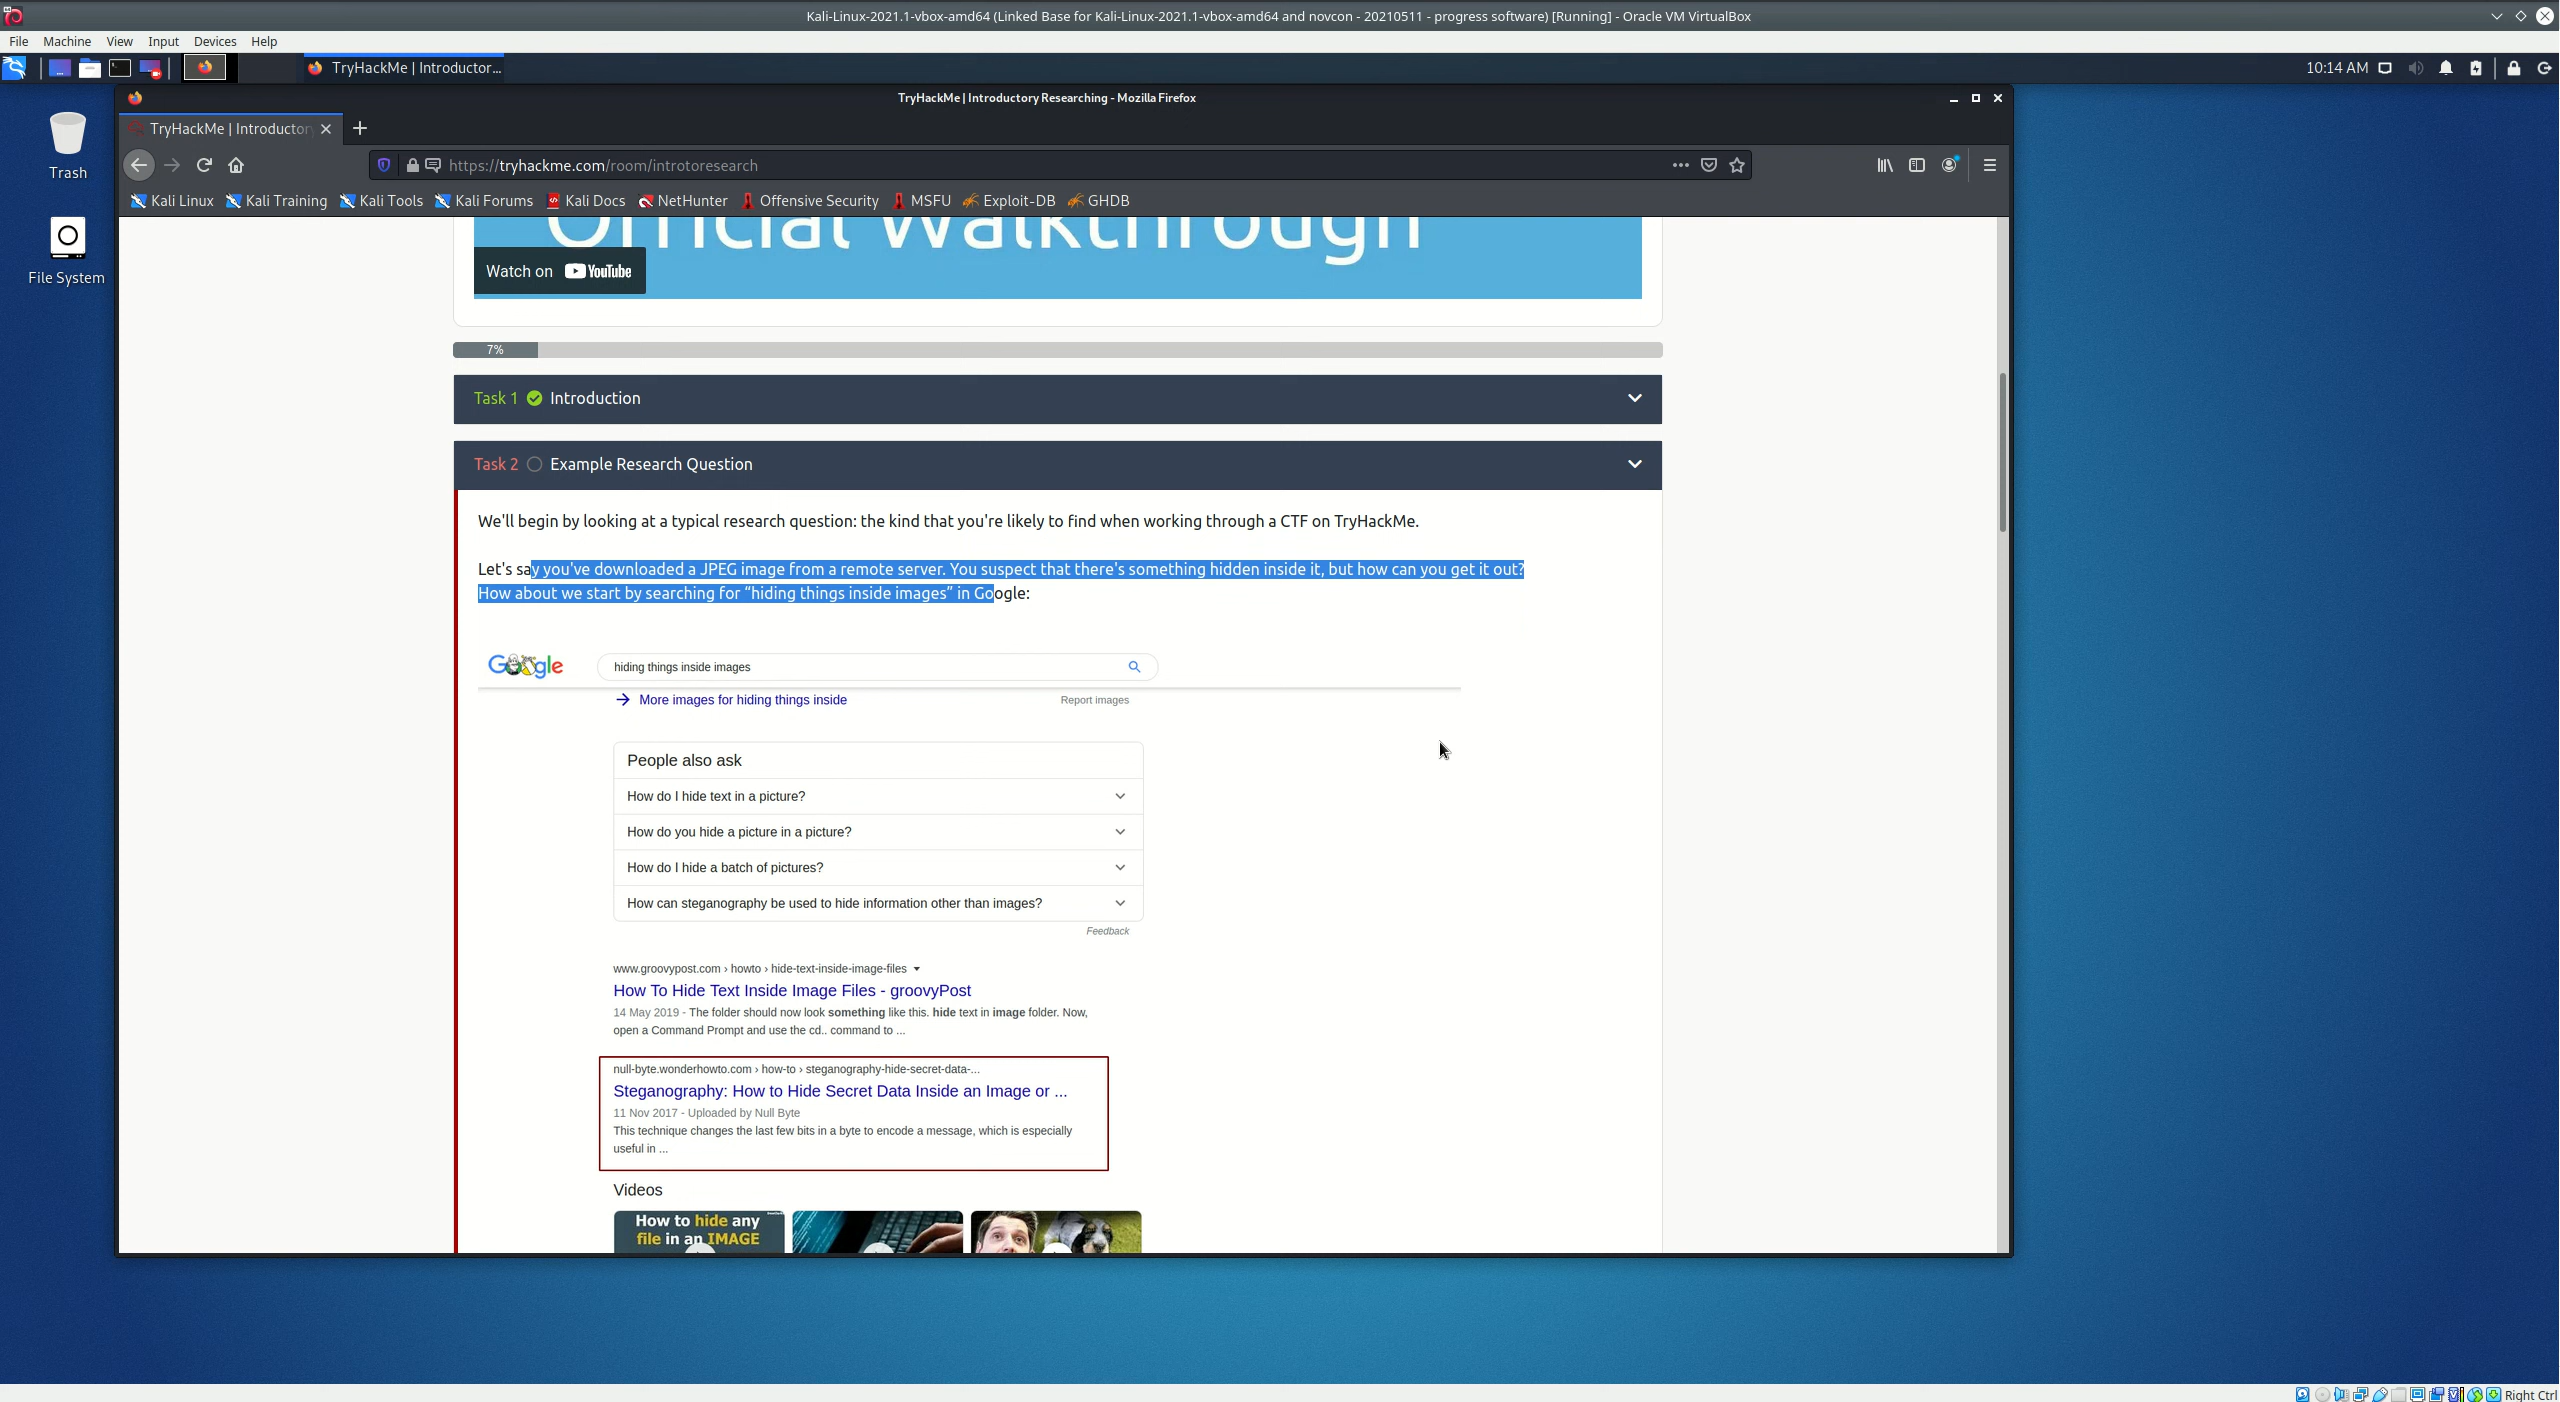 Kali-Linux-2021.1-vbox-amd64 (Linked Base for Kali-Linux-2021.1-vbox-amd64 and novcon - 20210511 - progress software) [Running] - Oracle VM VirtualBox
File Machine View Input Devices Help
TryHackMe | Introductor...
10:14 AM
Trash
File System
TryHackMe | Introductory Researching - Mozilla Firefox
TryHackMe | Introductory
https://tryhackme.com/room/introtoresearch
Kali Linux Kali Training Kali Tools Kali Forums Kali Docs NetHunter Offensive Security MSFU Exploit-DB GHDB
Official Walkthrough
Watch on YouTube
7%
Task 1 Introduction
Task 2 Example Research Question
We'll begin by looking at a typical research question: the kind that you're likely to find when working through a CTF on TryHackMe.
Let's say you've downloaded a JPEG image from a remote server. You suspect that there's something hidden inside it, but how can you get it out?
How about we start by searching for “hiding things inside images” in Google:
Google
hiding things inside images
More images for hiding things inside
Report images
People also ask
How do I hide text in a picture?
How do you hide a picture in a picture?
How do I hide a batch of pictures?
How can steganography be used to hide information other than images?
Feedback
www.groovypost.com › howto › hide-text-inside-image-files
How To Hide Text Inside Image Files - groovyPost
14 May 2019 - The folder should now look something like this. hide text in image folder. Now,
open a Command Prompt and use the cd.. command to ...
null-byte.wonderhowto.com › how-to › steganography-hide-secret-data-...
Steganography: How to Hide Secret Data Inside an Image or ...
11 Nov 2017 - Uploaded by Null Byte
This technique changes the last few bits in a byte to encode a message, which is especially
useful in ...
Videos
How to hide any
file in an IMAGE
Right Ctrl